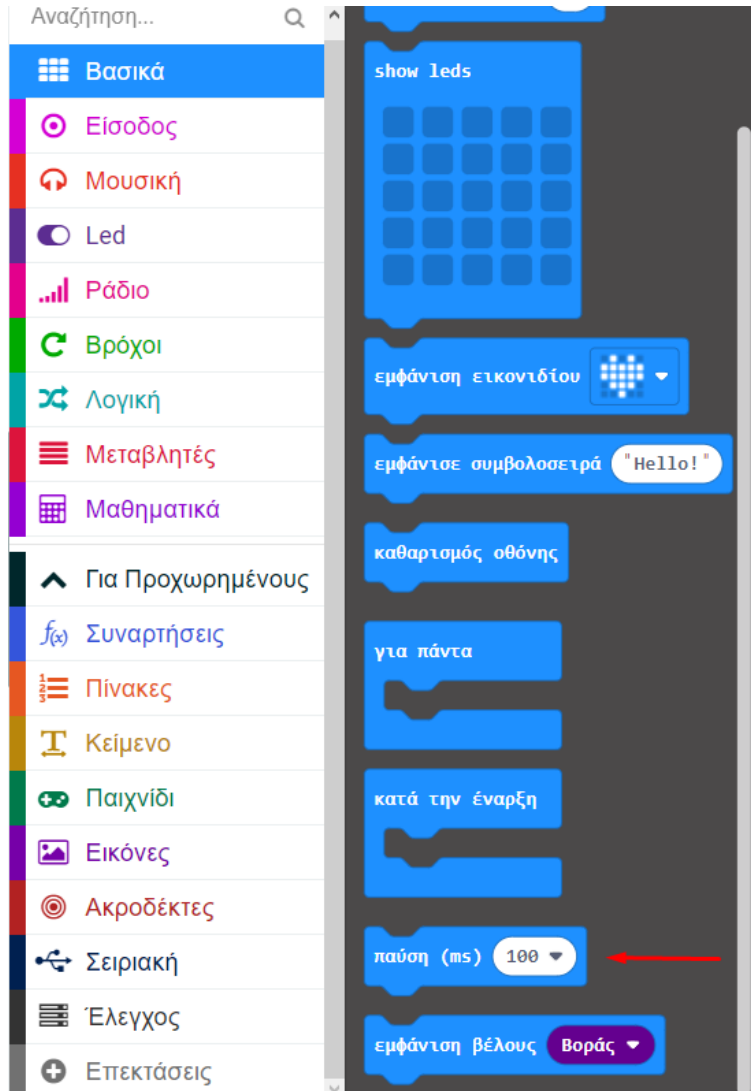 Αναζήτηση...
Βασικά
Είσοδος
Μουσική
Led
Ράδιο
Βρόχοι
Λογική
Μεταβλητές
Μαθηματικά
Για Προχωρημένους
f(x) Συναρτήσεις
Πίνακες
Κείμενο
Παιχνίδι
Εικόνες
Ακροδέκτες
Σειριακή
Έλεγχος
Επεκτάσεις
show leds
εμφάνιση εικονιδίου
εμφάνισε συμβολοσειρά "Hello!"
καθαρισμός οθόνης
για πάντα
κατά την έναρξη
παύση (ms) 100
εμφάνιση βέλους Βοράς